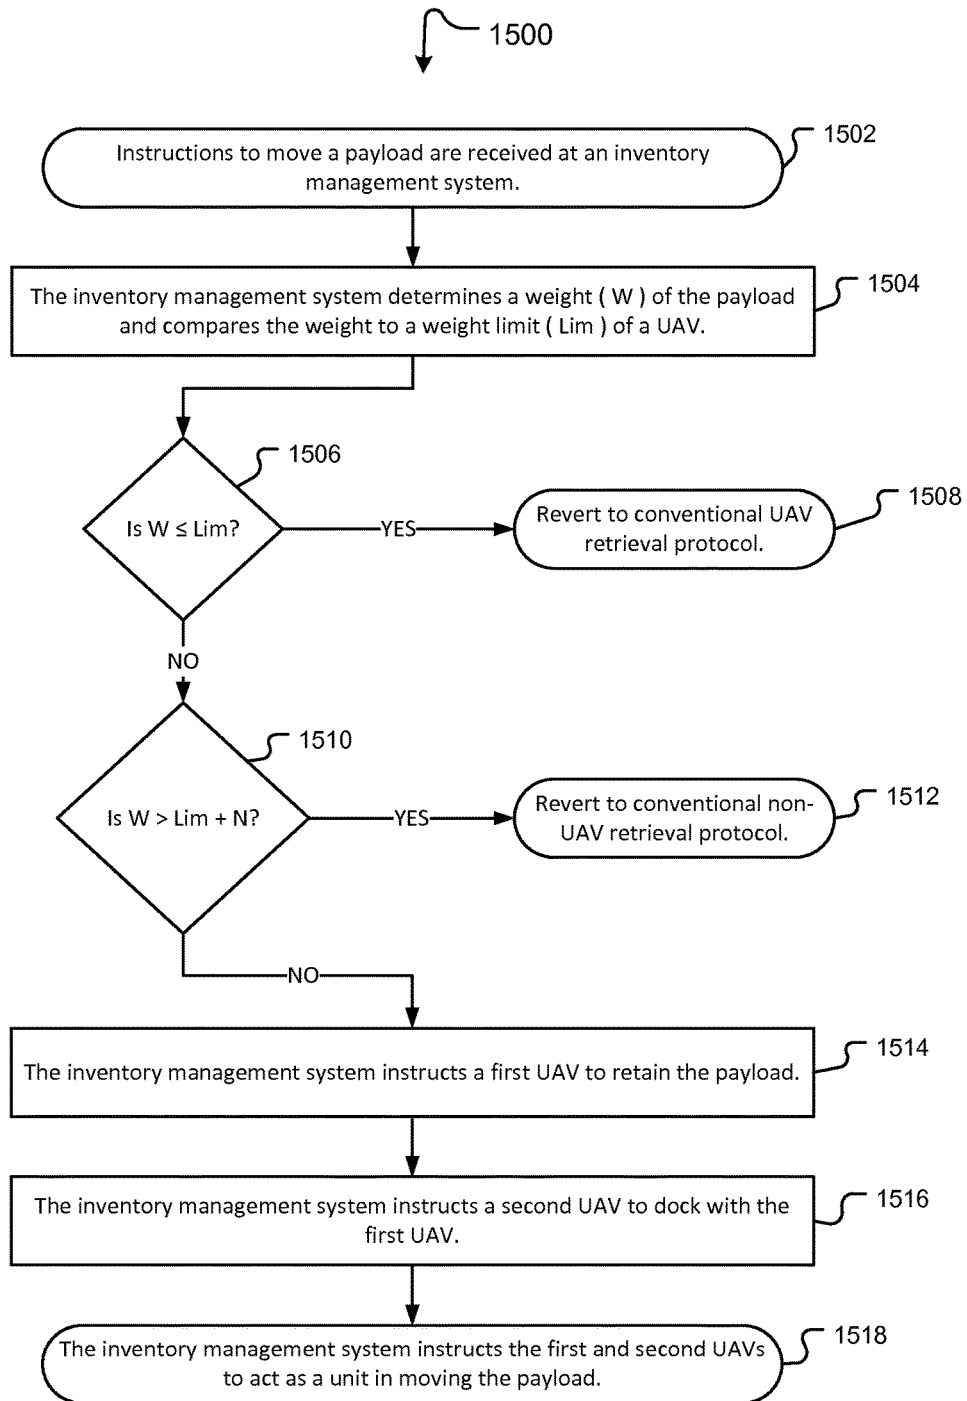 1500
1502
Instructions to move a payload are received at an inventory
management system.
1504
The inventory management system determines a weight ( W ) of the payload
and compares the weight to a weight limit ( Lim ) of a UAV.
1506
Is W ≤ Lim?
YES
1508
Revert to conventional UAV
retrieval protocol.
NO
1510
Is W > Lim + N?
YES
1512
Revert to conventional non-
UAV retrieval protocol.
NO
1514
The inventory management system instructs a first UAV to retain the payload.
1516
The inventory management system instructs a second UAV to dock with the
first UAV.
1518
The inventory management system instructs the first and second UAVs
to act as a unit in moving the payload.